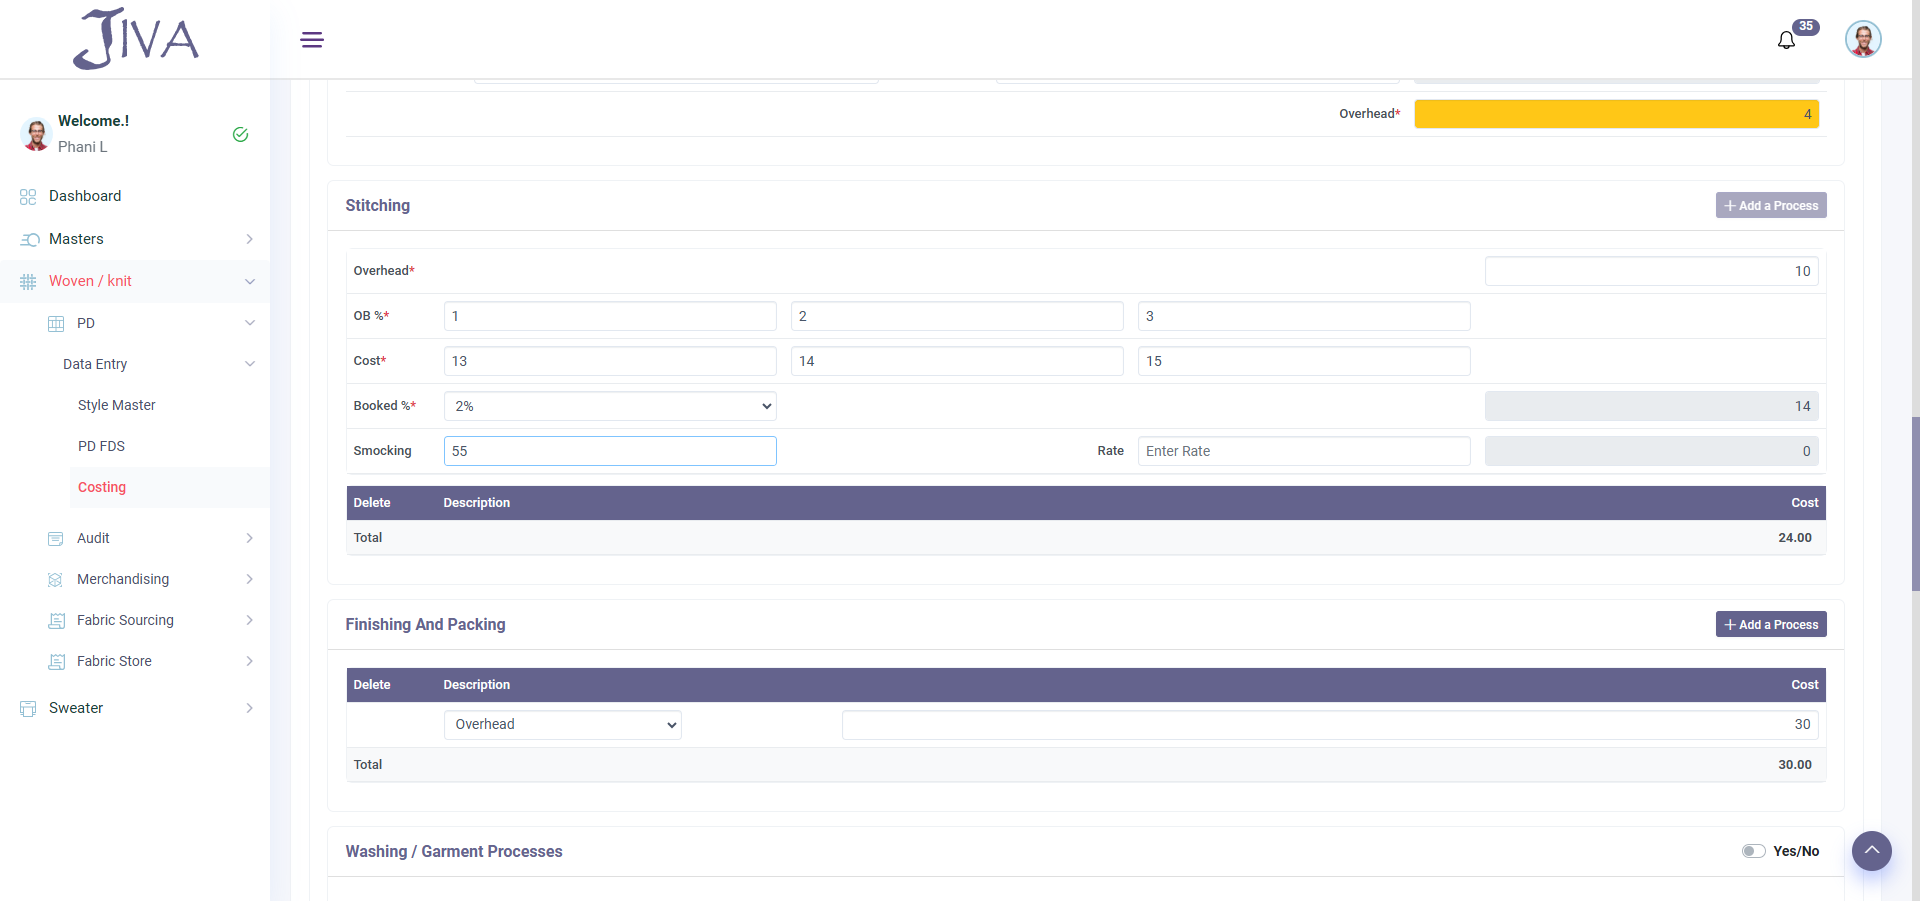 JIVA
35
Welcome.!
Phani L
Dashboard
Masters
Woven / knit
PD
Data Entry
Style Master
PD FDS
Costing
Audit
Merchandising
Fabric Sourcing
Fabric Store
Sweater
Overhead* 4
Stitching + Add a Process
Overhead* 10
OB %* 1 2 3
Cost* 13 14 15
Booked %* 2% 14
Smocking 55 Rate Enter Rate 0
Delete Description Cost
Total 24.00
Finishing And Packing + Add a Process
Delete Description Cost
Overhead 30
Total 30.00
Washing / Garment Processes Yes/No